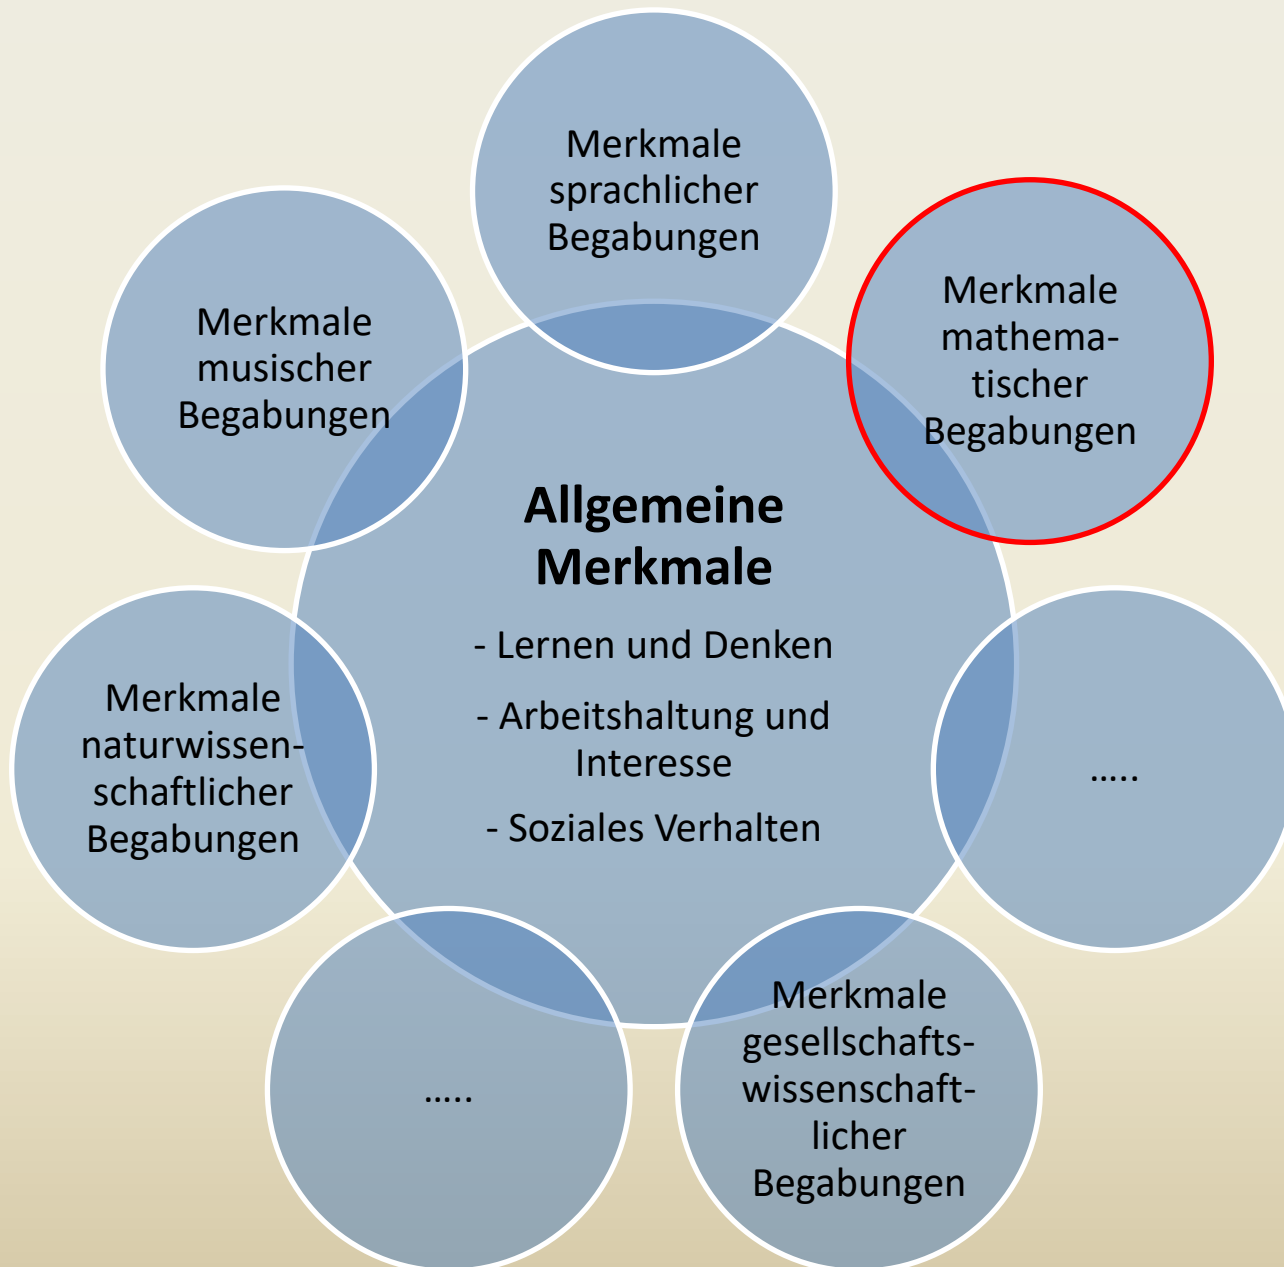 Merkmale
sprachlicher
Begabungen
Merkmale
mathema-
tischer
Begabungen
Merkmale
musischer
Begabungen
Allgemeine
Merkmale
- Lernen und Denken
- Arbeitshaltung und
Interesse
- Soziales Verhalten
Merkmale
naturwissen-
schaftlicher
Begabungen
.....
.....
Merkmale
gesellschafts-
wissenschaft-
licher
Begabungen